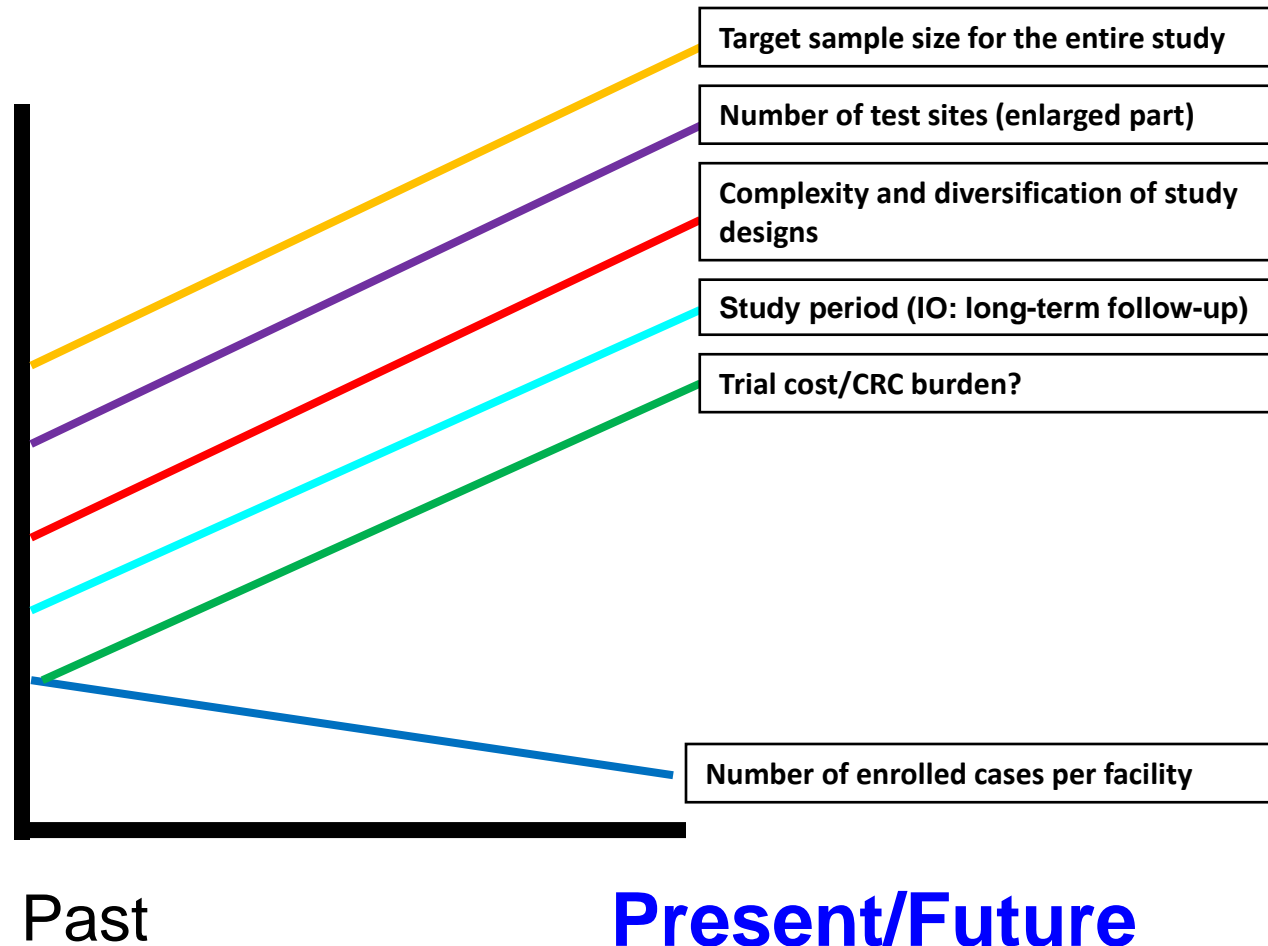 Target sample size for the entire study
Number of test sites (enlarged part)
Complexity and diversification of study
designs
Study period (IO: long-term follow-up)
Trial cost/CRC burden?
Number of enrolled cases per facility
Past
Present/Future